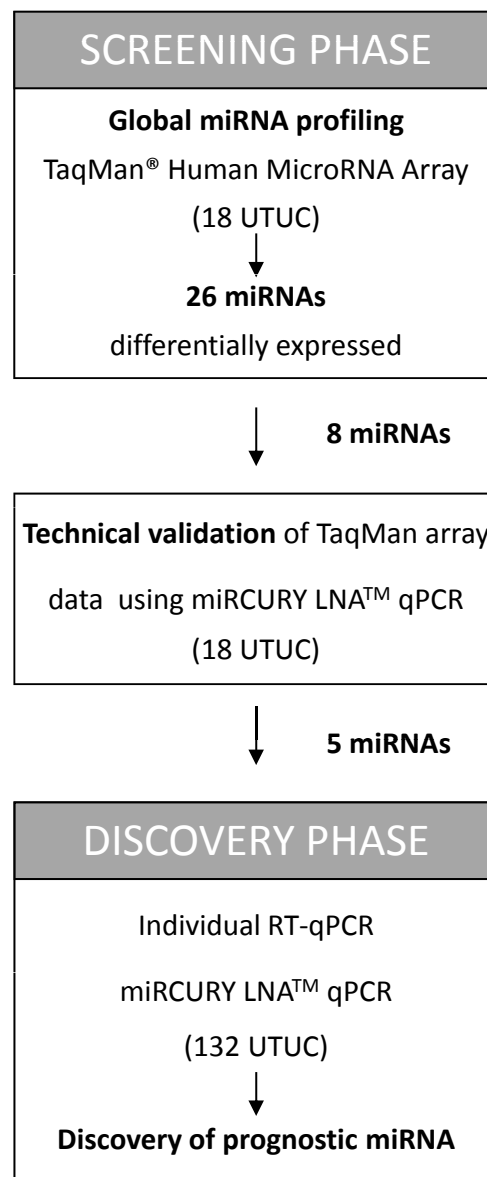 SCREENING PHASE
Global miRNA profiling
TaqMan® Human MicroRNA Array
(18 UTUC)
26 miRNAs
differentially expressed
8 miRNAs
Technical validation of TaqMan array
data using miRCURY LNA™ qPCR
(18 UTUC)
5 miRNAs
DISCOVERY PHASE
Individual RT-qPCR
miRCURY LNA™ qPCR
(132 UTUC)
Discovery of prognostic miRNA